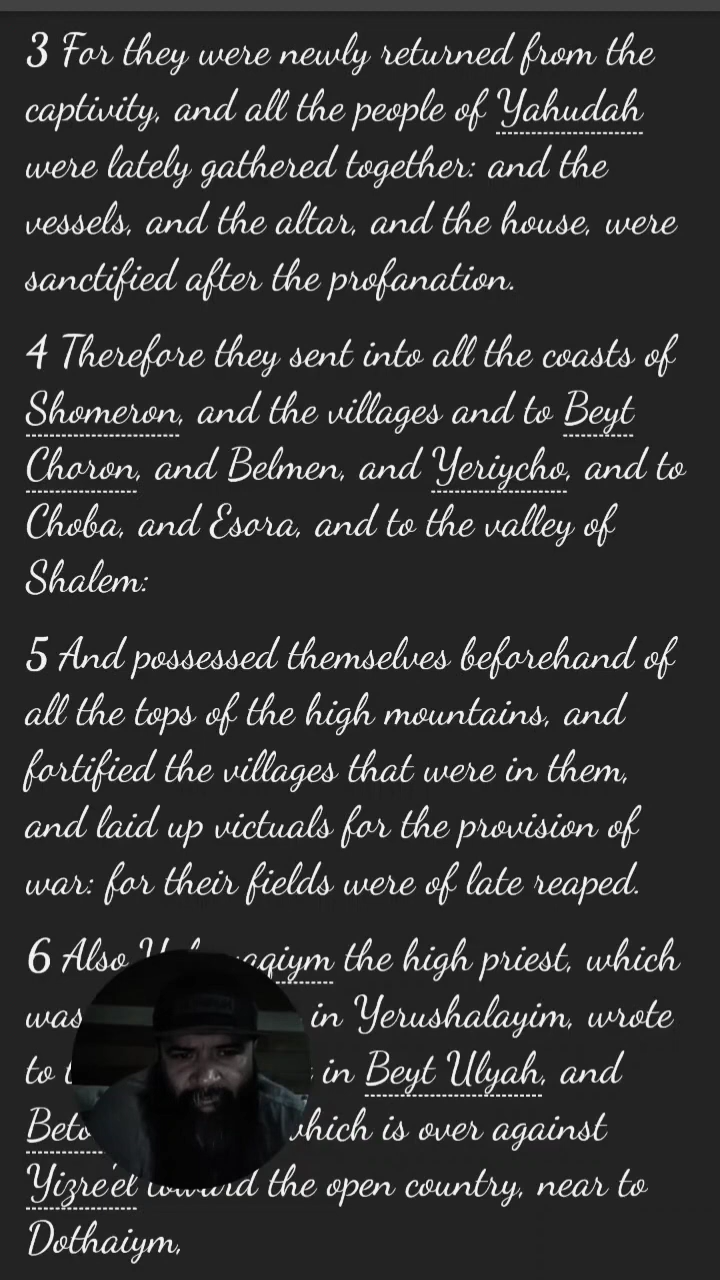 3 For they were newly returned from the
captivity, and all the people of Yahudah
were lately gathered together: and the
vessels, and the altar, and the house, were
sanctified after the profanation.
4 Therefore they sent into all the coasts of
Shomeron, and the villages and to Beyt
Choron, and Belmen, and Yeriycho, and to
Choba, and Esora, and to the valley of
Shalem:
5 And possessed themselves beforehand of
all the tops of the high mountains, and
fortified the villages that were in them,
and laid up victuals for the provision of
war: for their fields were of late reaped.
6 Also the high priest, which
was in Yerushalayim, wrote
to in Beyt Ulyah, and
which is over against
Yizre'el toward the open country, near to
Dothaiym,